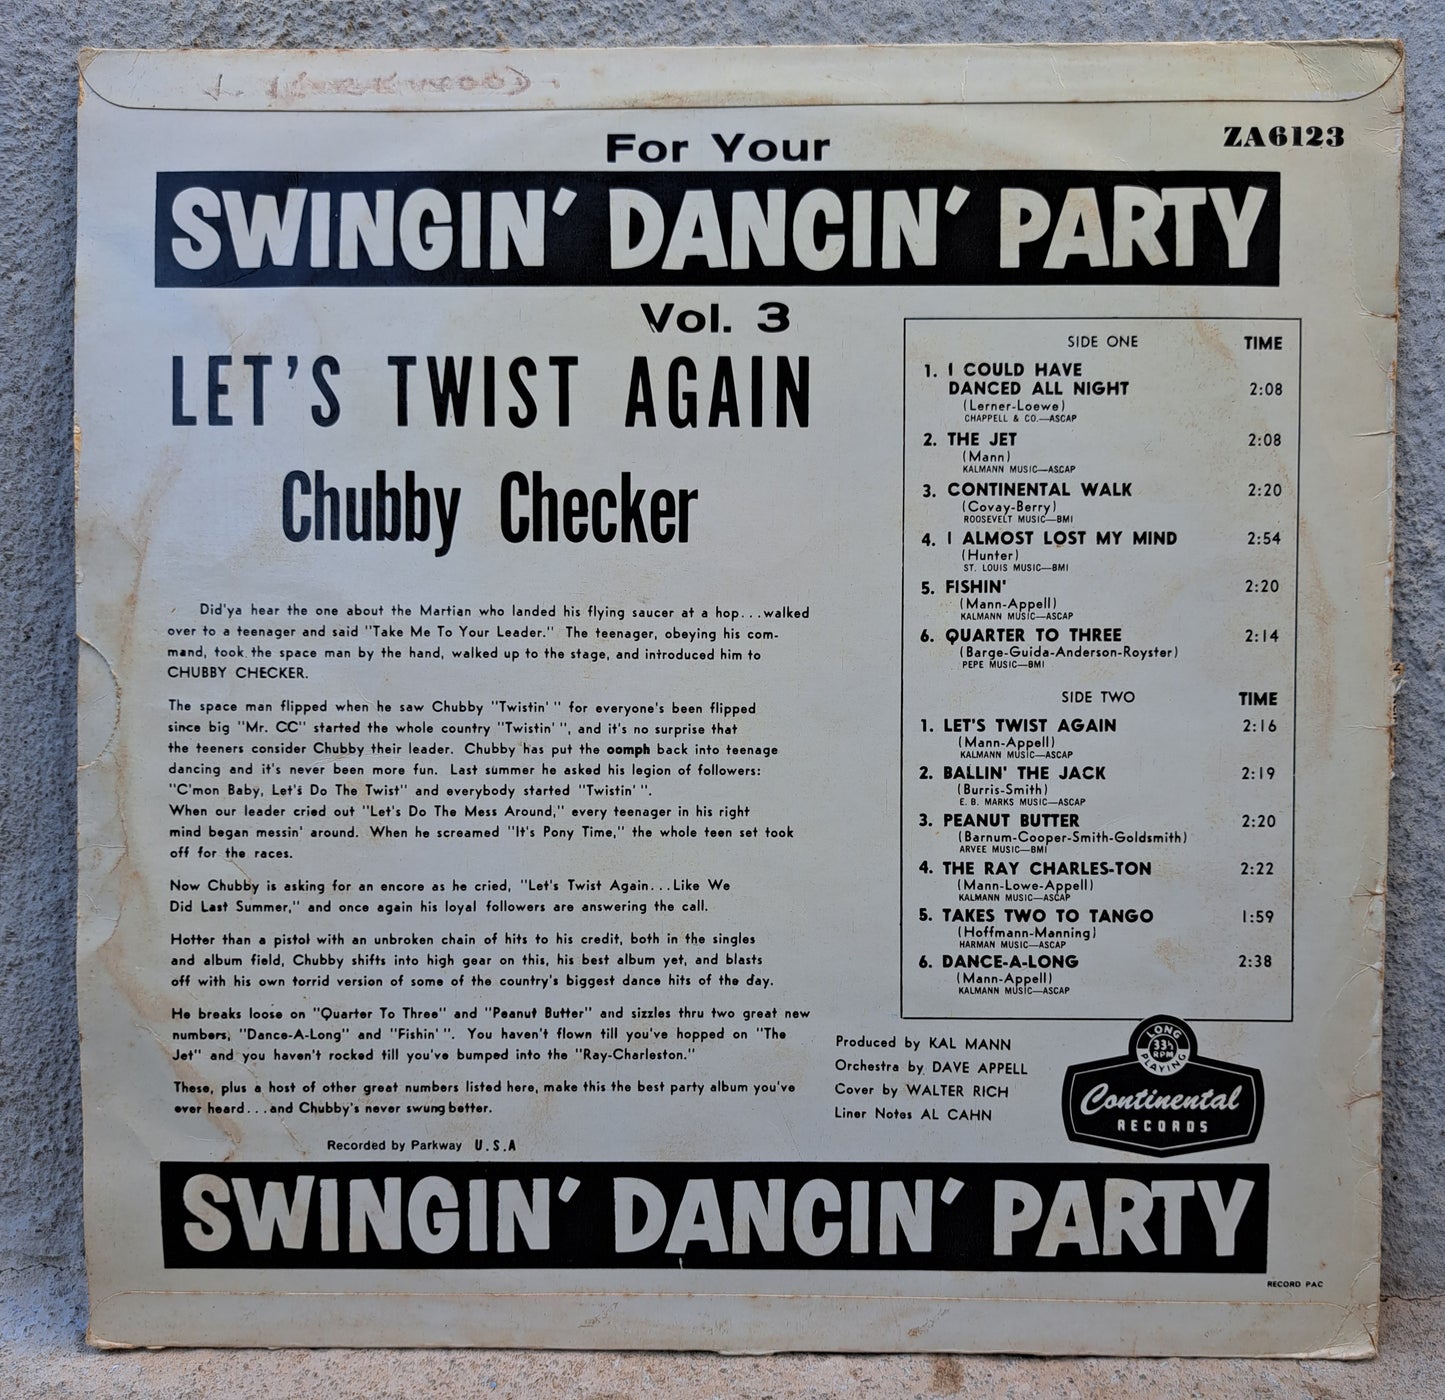 For Your
ZA6123
SWINGIN' DANCIN' PARTY
Vol. 3
LET'S TWIST AGAIN
Chubby Checker
Did'ya hear the one about the Martian who landed his flying saucer at a hop...walked
over to a teenager and said "Take Me To Your Leader." The teenager, obeying his com-
mand, took the space man by the hand, walked up to the stage, and introduced him to
CHUBBY CHECKER.
The space man flipped when he saw Chubby "Twistin' " for everyone's been flipped
since big "Mr. CC" started the whole country "Twistin' ", and it's no surprise that
the teeners consider Chubby their leader. Chubby has put the oomph back into teenage
dancing and it's never been more fun. Last summer he asked his legion of followers:
"C'mon Baby, Let's Do The Twist" and everybody started "Twistin' ".
When our leader cried out "Let's Do The Mess Around," every teenager in his right
mind began messin' around. When he screamed "It's Pony Time," the whole teen set took
off for the races.
Now Chubby is asking for an encore as he cried, "Let's Twist Again...Like We
Did Last Summer," and once again his loyal followers are answering the call.
Hotter than a pistol with an unbroken chain of hits to his credit, both in the singles
and album field, Chubby shifts into high gear on this, his best album yet, and blasts
off with his own torrid version of some of the country's biggest dance hits of the day.
He breaks loose on "Quarter To Three" and "Peanut Butter" and sizzles thru two great new
numbers, "Dance-A-Long" and "Fishin' ". You haven't flown till you've hopped on "The
Jet" and you haven't rocked till you've bumped into the "Ray-Charleston."
These, plus a host of other great numbers listed here, make this the best party album you've
ever heard...and Chubby's never swung better.
Recorded by Parkway U.S.A
SIDE ONE TIME
1. I COULD HAVE
DANCED ALL NIGHT 2:08
(Lerner-Loewe)
CHAPPELL & CO.—ASCAP
2. THE JET 2:08
(Mann)
KALMANN MUSIC—ASCAP
3. CONTINENTAL WALK 2:20
(Covay-Berry)
ROOSEVELT MUSIC—BMI
4. I ALMOST LOST MY MIND 2:54
(Hunter)
ST. LOUIS MUSIC—BMI
5. FISHIN' 2:20
(Mann-Appell)
KALMANN MUSIC—ASCAP
6. QUARTER TO THREE 2:14
(Barge-Guida-Anderson-Royster)
PEPE MUSIC—BMI
SIDE TWO TIME
1. LET'S TWIST AGAIN 2:16
(Mann-Appell)
KALMANN MUSIC—ASCAP
2. BALLIN' THE JACK 2:19
(Burris-Smith)
E. B. MARKS MUSIC—ASCAP
3. PEANUT BUTTER 2:20
(Barnum-Cooper-Smith-Goldsmith)
ARVEE MUSIC—BMI
4. THE RAY CHARLES-TON 2:22
(Mann-Lowe-Appell)
KALMANN MUSIC—ASCAP
5. TAKES TWO TO TANGO 1:59
(Hoffmann-Manning)
HARMAN MUSIC—ASCAP
6. DANCE-A-LONG 2:38
(Mann-Appell)
KALMANN MUSIC—ASCAP
Produced by KAL MANN
Orchestra by DAVE APPELL
Cover by WALTER RICH
Liner Notes AL CAHN
LONG
33⅓
RPM
PLAYING
Continental
RECORDS
SWINGIN' DANCIN' PARTY
RECORD PAC